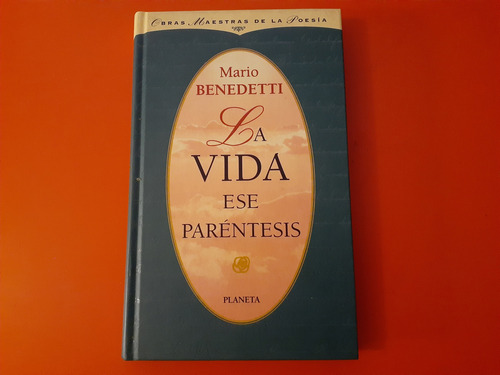 Obras Maestras de la Poesía
Mario
BENEDETTI
La
VIDA
ESE
PARÉNTESIS
PLANETA